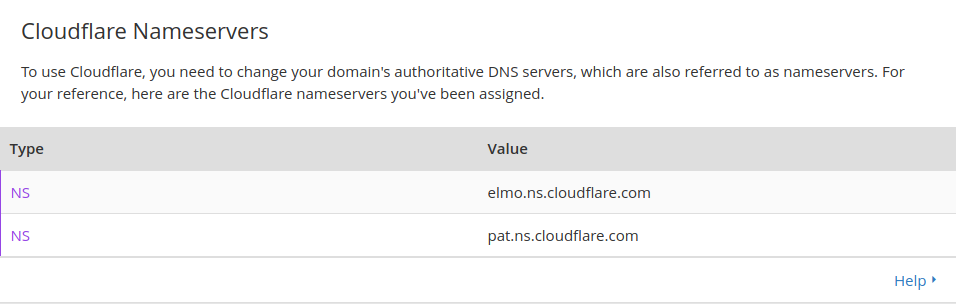 Cloudflare Nameservers
To use Cloudflare, you need to change your domain's authoritative DNS servers, which are also referred to as nameservers. For
your reference, here are the Cloudflare nameservers you've been assigned.
Type Value
NS elmo.ns.cloudflare.com
NS pat.ns.cloudflare.com
Help